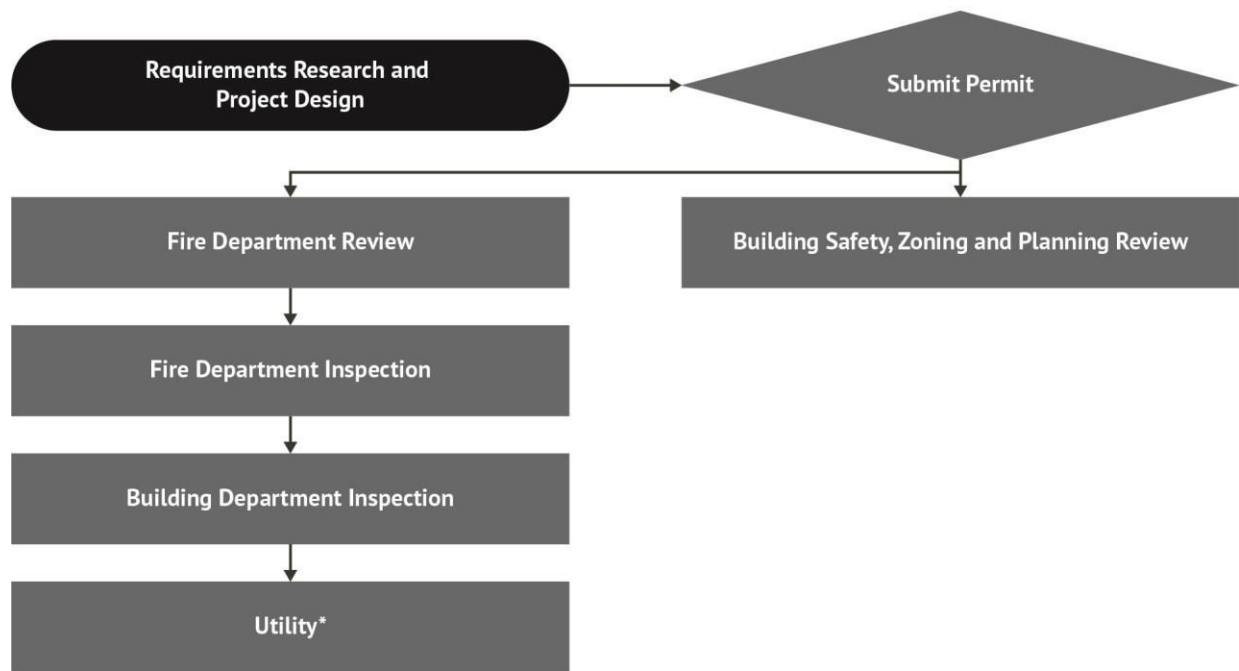 Requirements Research and
Project Design
Submit Permit
Fire Department Review
Building Safety, Zoning and Planning Review
Fire Department Inspection
Building Department Inspection
Utility*